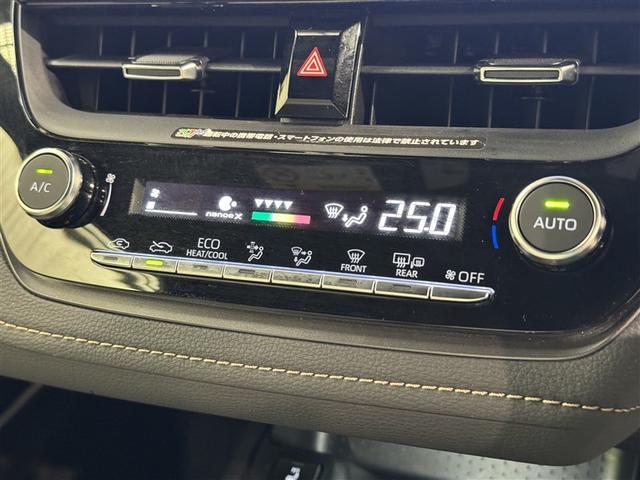 運転中の携帯電話・スマートフォンの使用は法律で禁止されています
A/C
nanoeX
25.0
AUTO
ECO
HEAT/COOL
FRONT
REAR
OFF